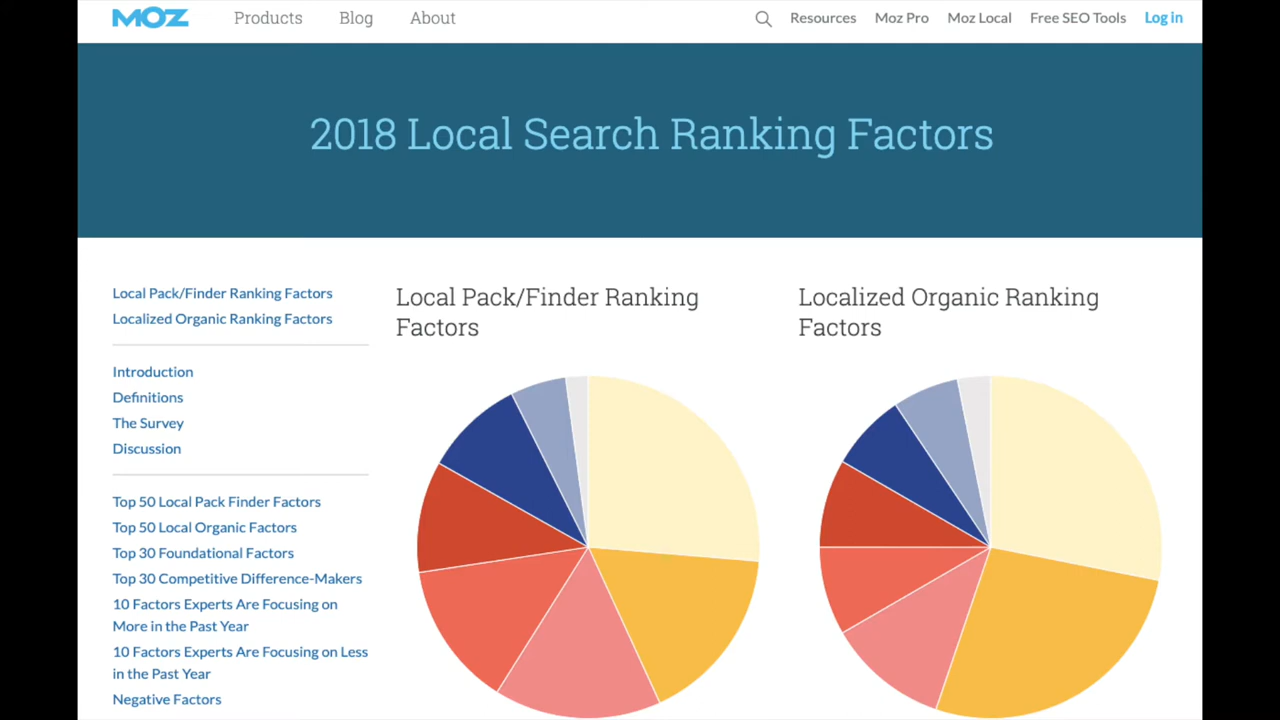 MOZ Products Blog About Resources Moz Pro Moz Local Free SEO Tools Log in
2018 Local Search Ranking Factors
Local Pack/Finder Ranking Factors
Localized Organic Ranking Factors
Introduction
Definitions
The Survey
Discussion
Top 50 Local Pack Finder Factors
Top 50 Local Organic Factors
Top 30 Foundational Factors
Top 30 Competitive Difference-Makers
10 Factors Experts Are Focusing on
More in the Past Year
10 Factors Experts Are Focusing on Less
in the Past Year
Negative Factors
Local Pack/Finder Ranking
Factors
Localized Organic Ranking
Factors